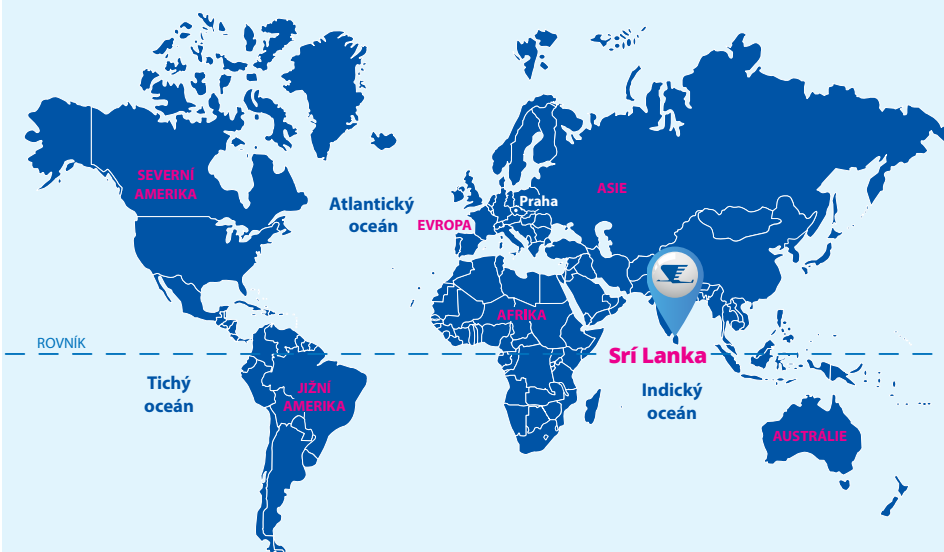 SEVERNÍ
AMERIKA
ASIE
Praha
Atlantický
oceán
EVROPA
AFRIKA
ROVNÍK
Srí Lanka
Tichý
oceán
JIŽNÍ
AMERIKA
Indický
oceán
AUSTRÁLIE